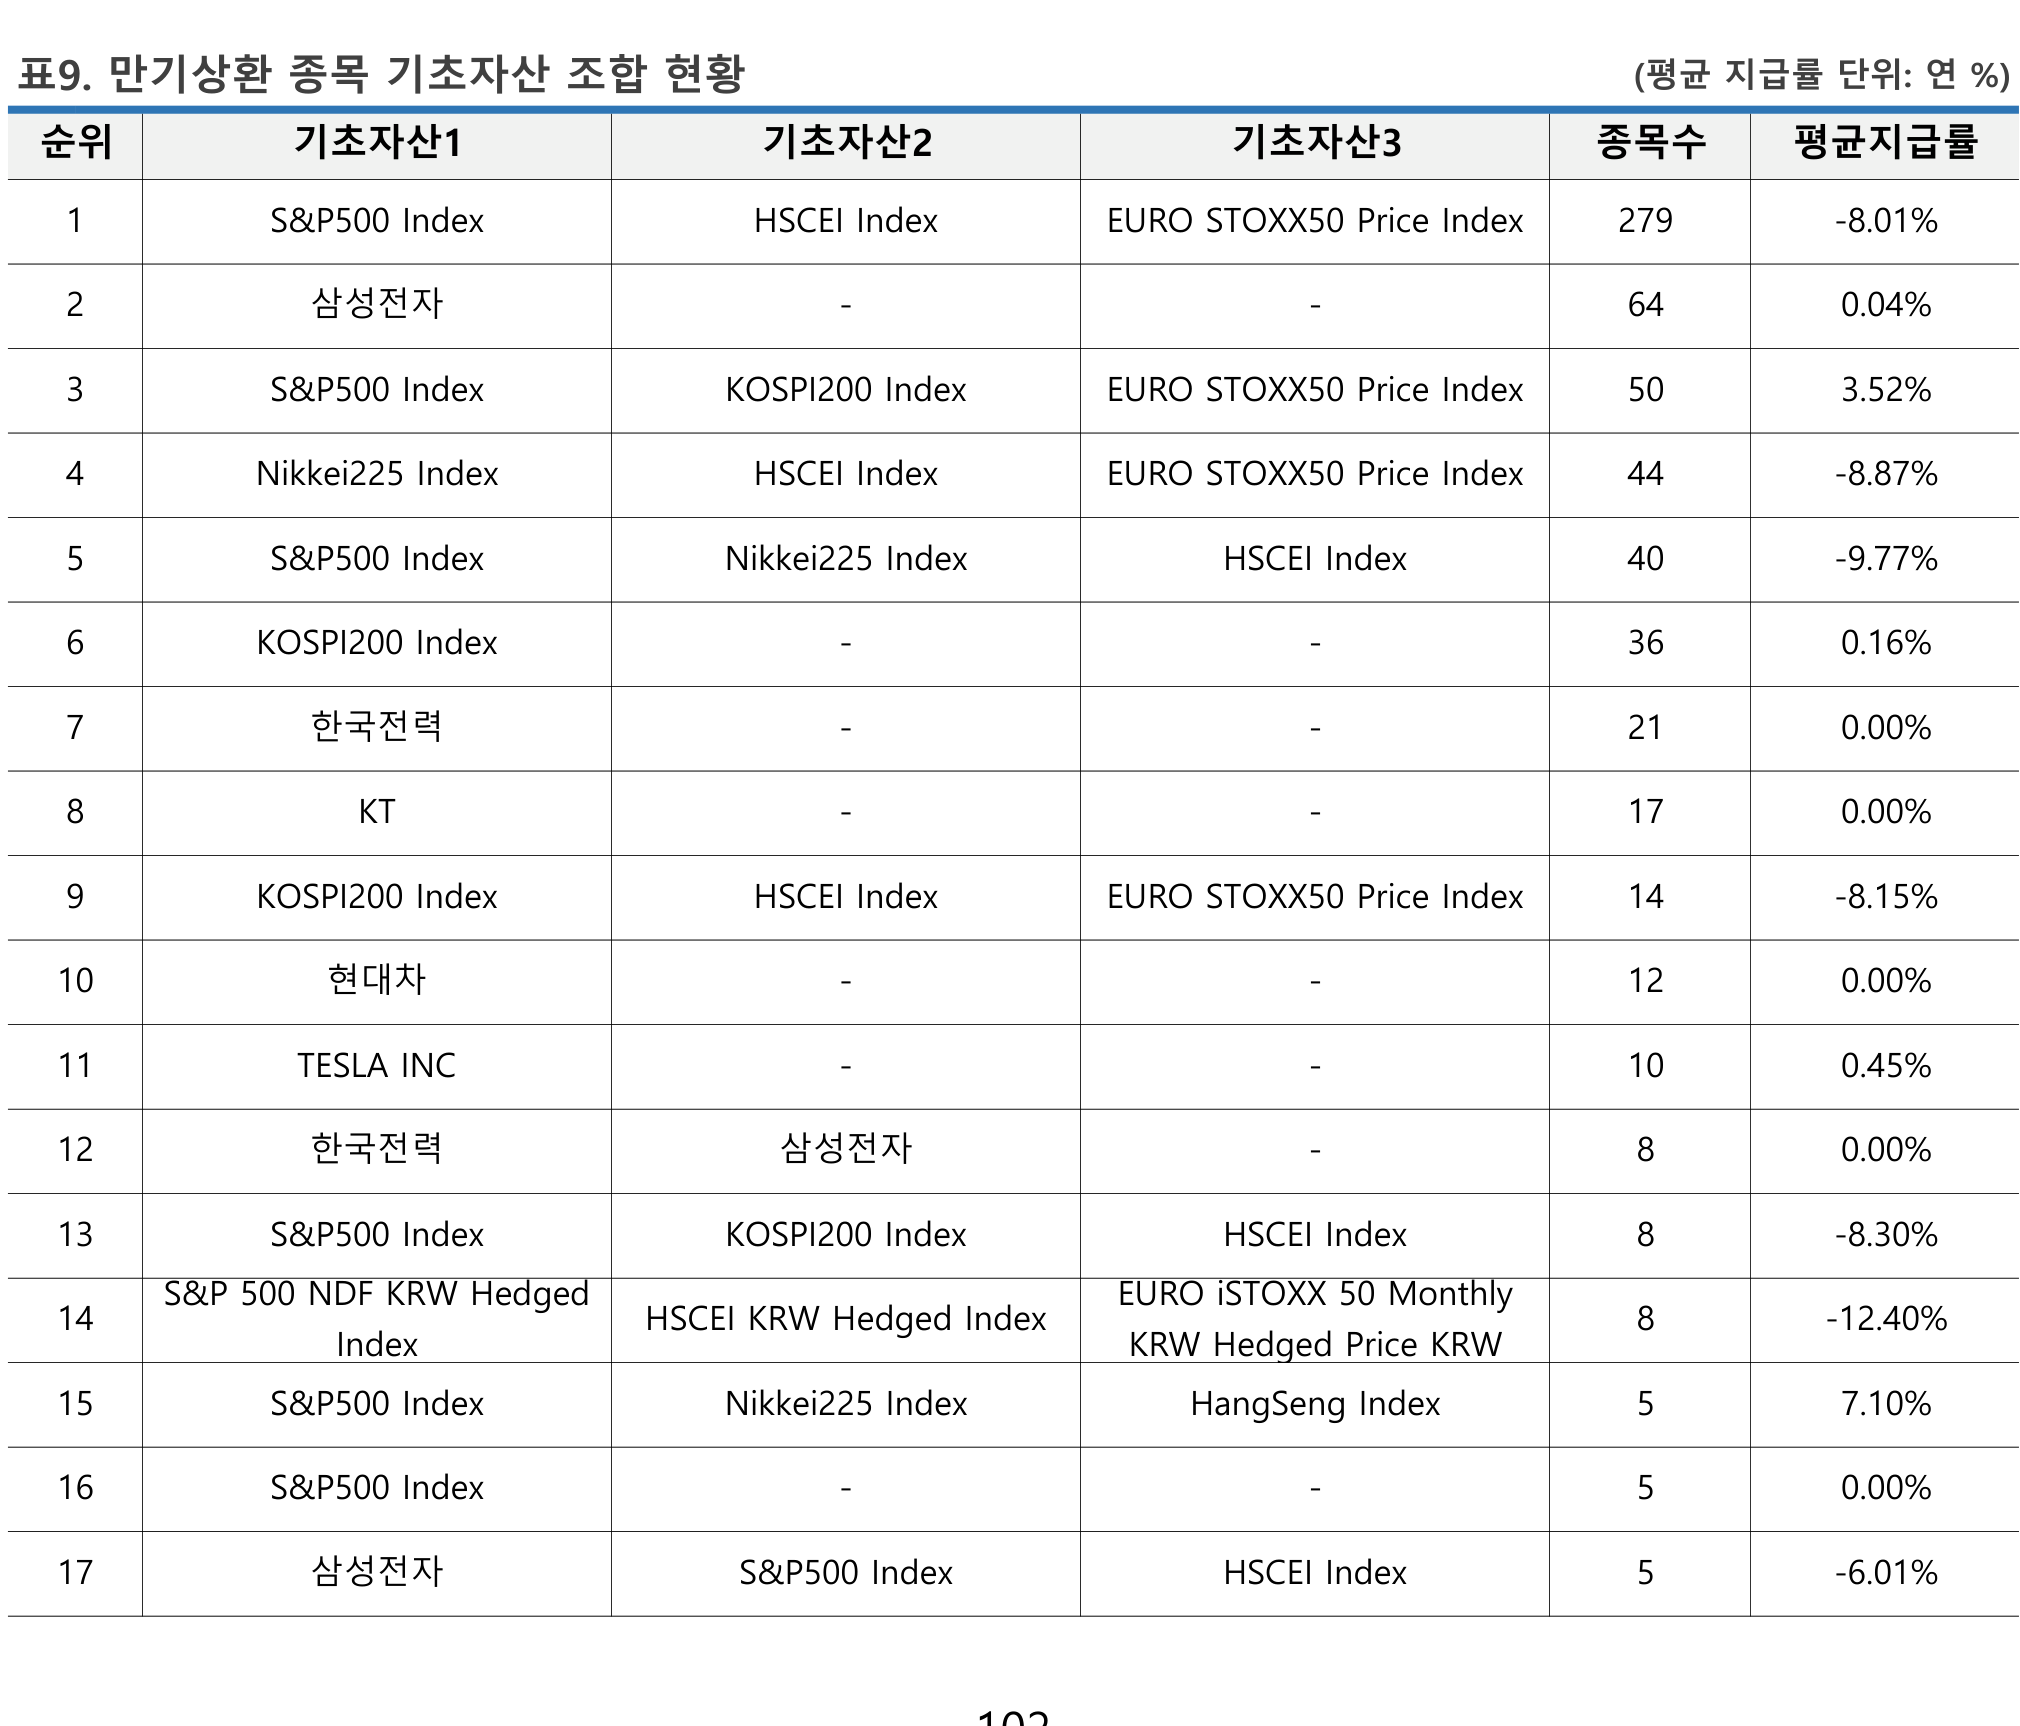 표9. 만기상환 종목 기초자산 조합 현황 (평균 지급률 단위: 연 %)
순위 기초자산1 기초자산2 기초자산3 종목수 평균지급률
1 S&P500 Index HSCEI Index EURO STOXX50 Price Index 279 -8.01%
2 삼성전자 - - 64 0.04%
3 S&P500 Index KOSPI200 Index EURO STOXX50 Price Index 50 3.52%
4 Nikkei225 Index HSCEI Index EURO STOXX50 Price Index 44 -8.87%
5 S&P500 Index Nikkei225 Index HSCEI Index 40 -9.77%
6 KOSPI200 Index - - 36 0.16%
7 한국전력 - - 21 0.00%
8 KT - - 17 0.00%
9 KOSPI200 Index HSCEI Index EURO STOXX50 Price Index 14 -8.15%
10 현대차 - - 12 0.00%
11 TESLA INC - - 10 0.45%
12 한국전력 삼성전자 - 8 0.00%
13 S&P500 Index KOSPI200 Index HSCEI Index 8 -8.30%
14 S&P 500 NDF KRW Hedged Index HSCEI KRW Hedged Index EURO iSTOXX 50 Monthly KRW Hedged Price KRW 8 -12.40%
15 S&P500 Index Nikkei225 Index HangSeng Index 5 7.10%
16 S&P500 Index - - 5 0.00%
17 삼성전자 S&P500 Index HSCEI Index 5 -6.01%
102